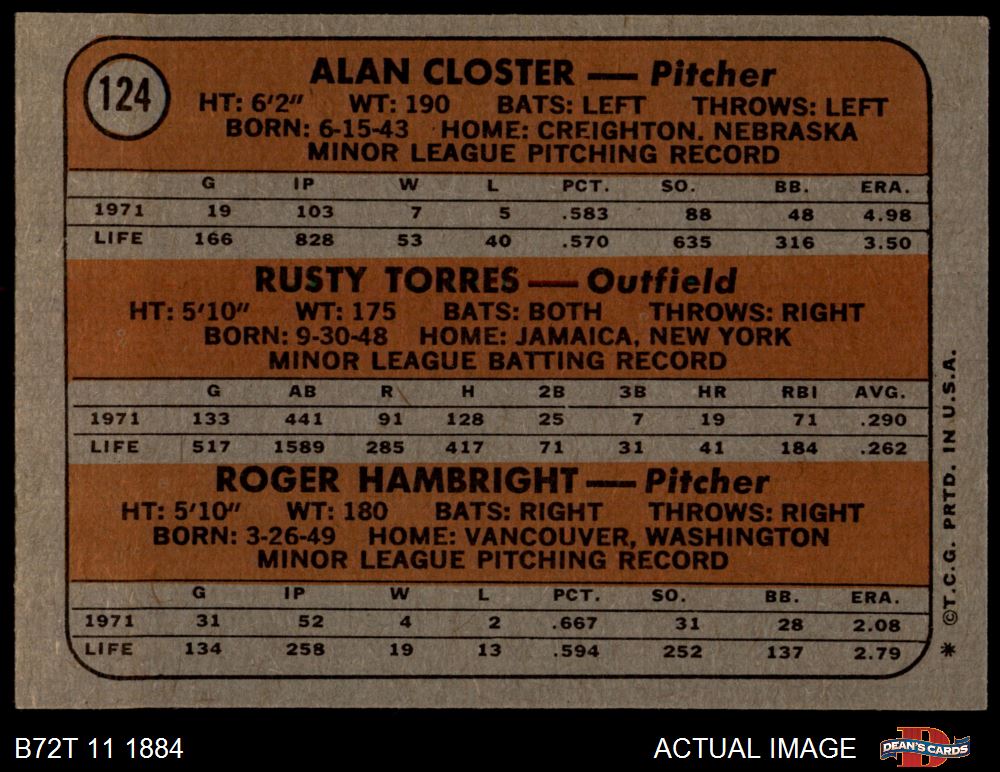 124
ALAN CLOSTER — Pitcher
HT: 6'2" WT: 190 BATS: LEFT THROWS: LEFT
BORN: 6-15-43 HOME: CREIGHTON. NEBRASKA
MINOR LEAGUE PITCHING RECORD
G IP W L PCT. SO. BB. ERA.
1971 19 103 7 5 .583 88 48 4.98
LIFE 166 828 53 40 .570 635 316 3.50
RUSTY TORRES — Outfield
HT: 5'10" WT: 175 BATS: BOTH THROWS: RIGHT
BORN: 9-30-48 HOME: JAMAICA, NEW YORK
MINOR LEAGUE BATTING RECORD
G AB R H 2B 3B HR RBI AVG.
1971 133 441 91 128 25 7 19 71 .290
LIFE 517 1589 285 417 71 31 41 184 .262
ROGER HAMBRIGHT — Pitcher
HT: 5'10" WT: 180 BATS: RIGHT THROWS: RIGHT
BORN: 3-26-49 HOME: VANCOUVER, WASHINGTON
MINOR LEAGUE PITCHING RECORD
G IP W L PCT. SO. BB. ERA.
1971 31 52 4 2 .667 31 28 2.08
LIFE 134 258 19 13 .594 252 137 2.79
* ©T.C.G. PRTD. IN U.S.A.
B72T 11 1884
ACTUAL IMAGE
DEAN'S CARDS